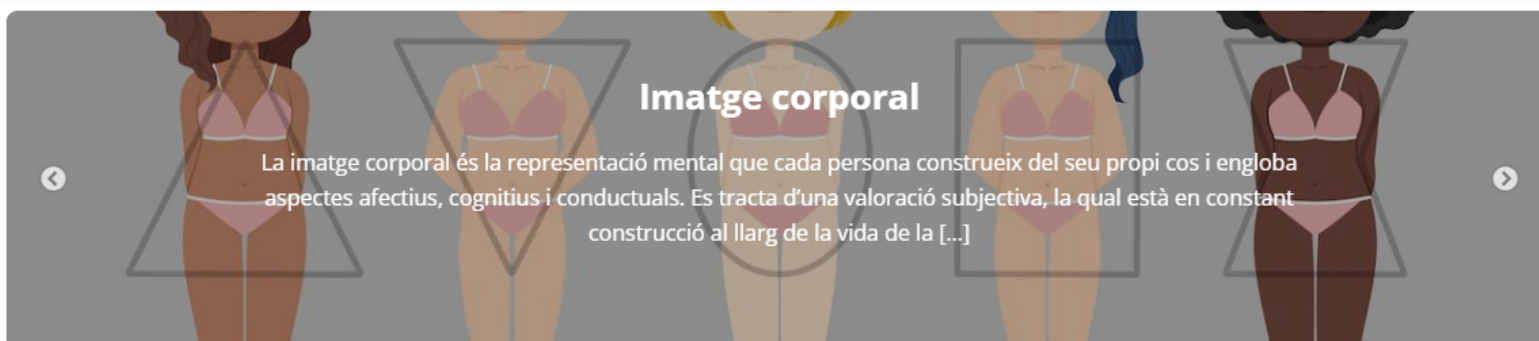 Imatge corporal
La imatge corporal és la representació mental que cada persona construeix del seu propi cos i engloba
aspectes afectius, cognitius i conductuals. Es tracta d’una valoració subjectiva, la qual està en constant
construcció al llarg de la vida de la [...]